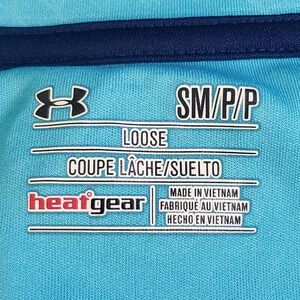 SM/P/P
LOOSE
COUPE LÂCHE/SUELTO
heatgear
MADE IN VIETNAM
FABRIQUÉ AU VIETNAM
HECHO EN VIETNAM